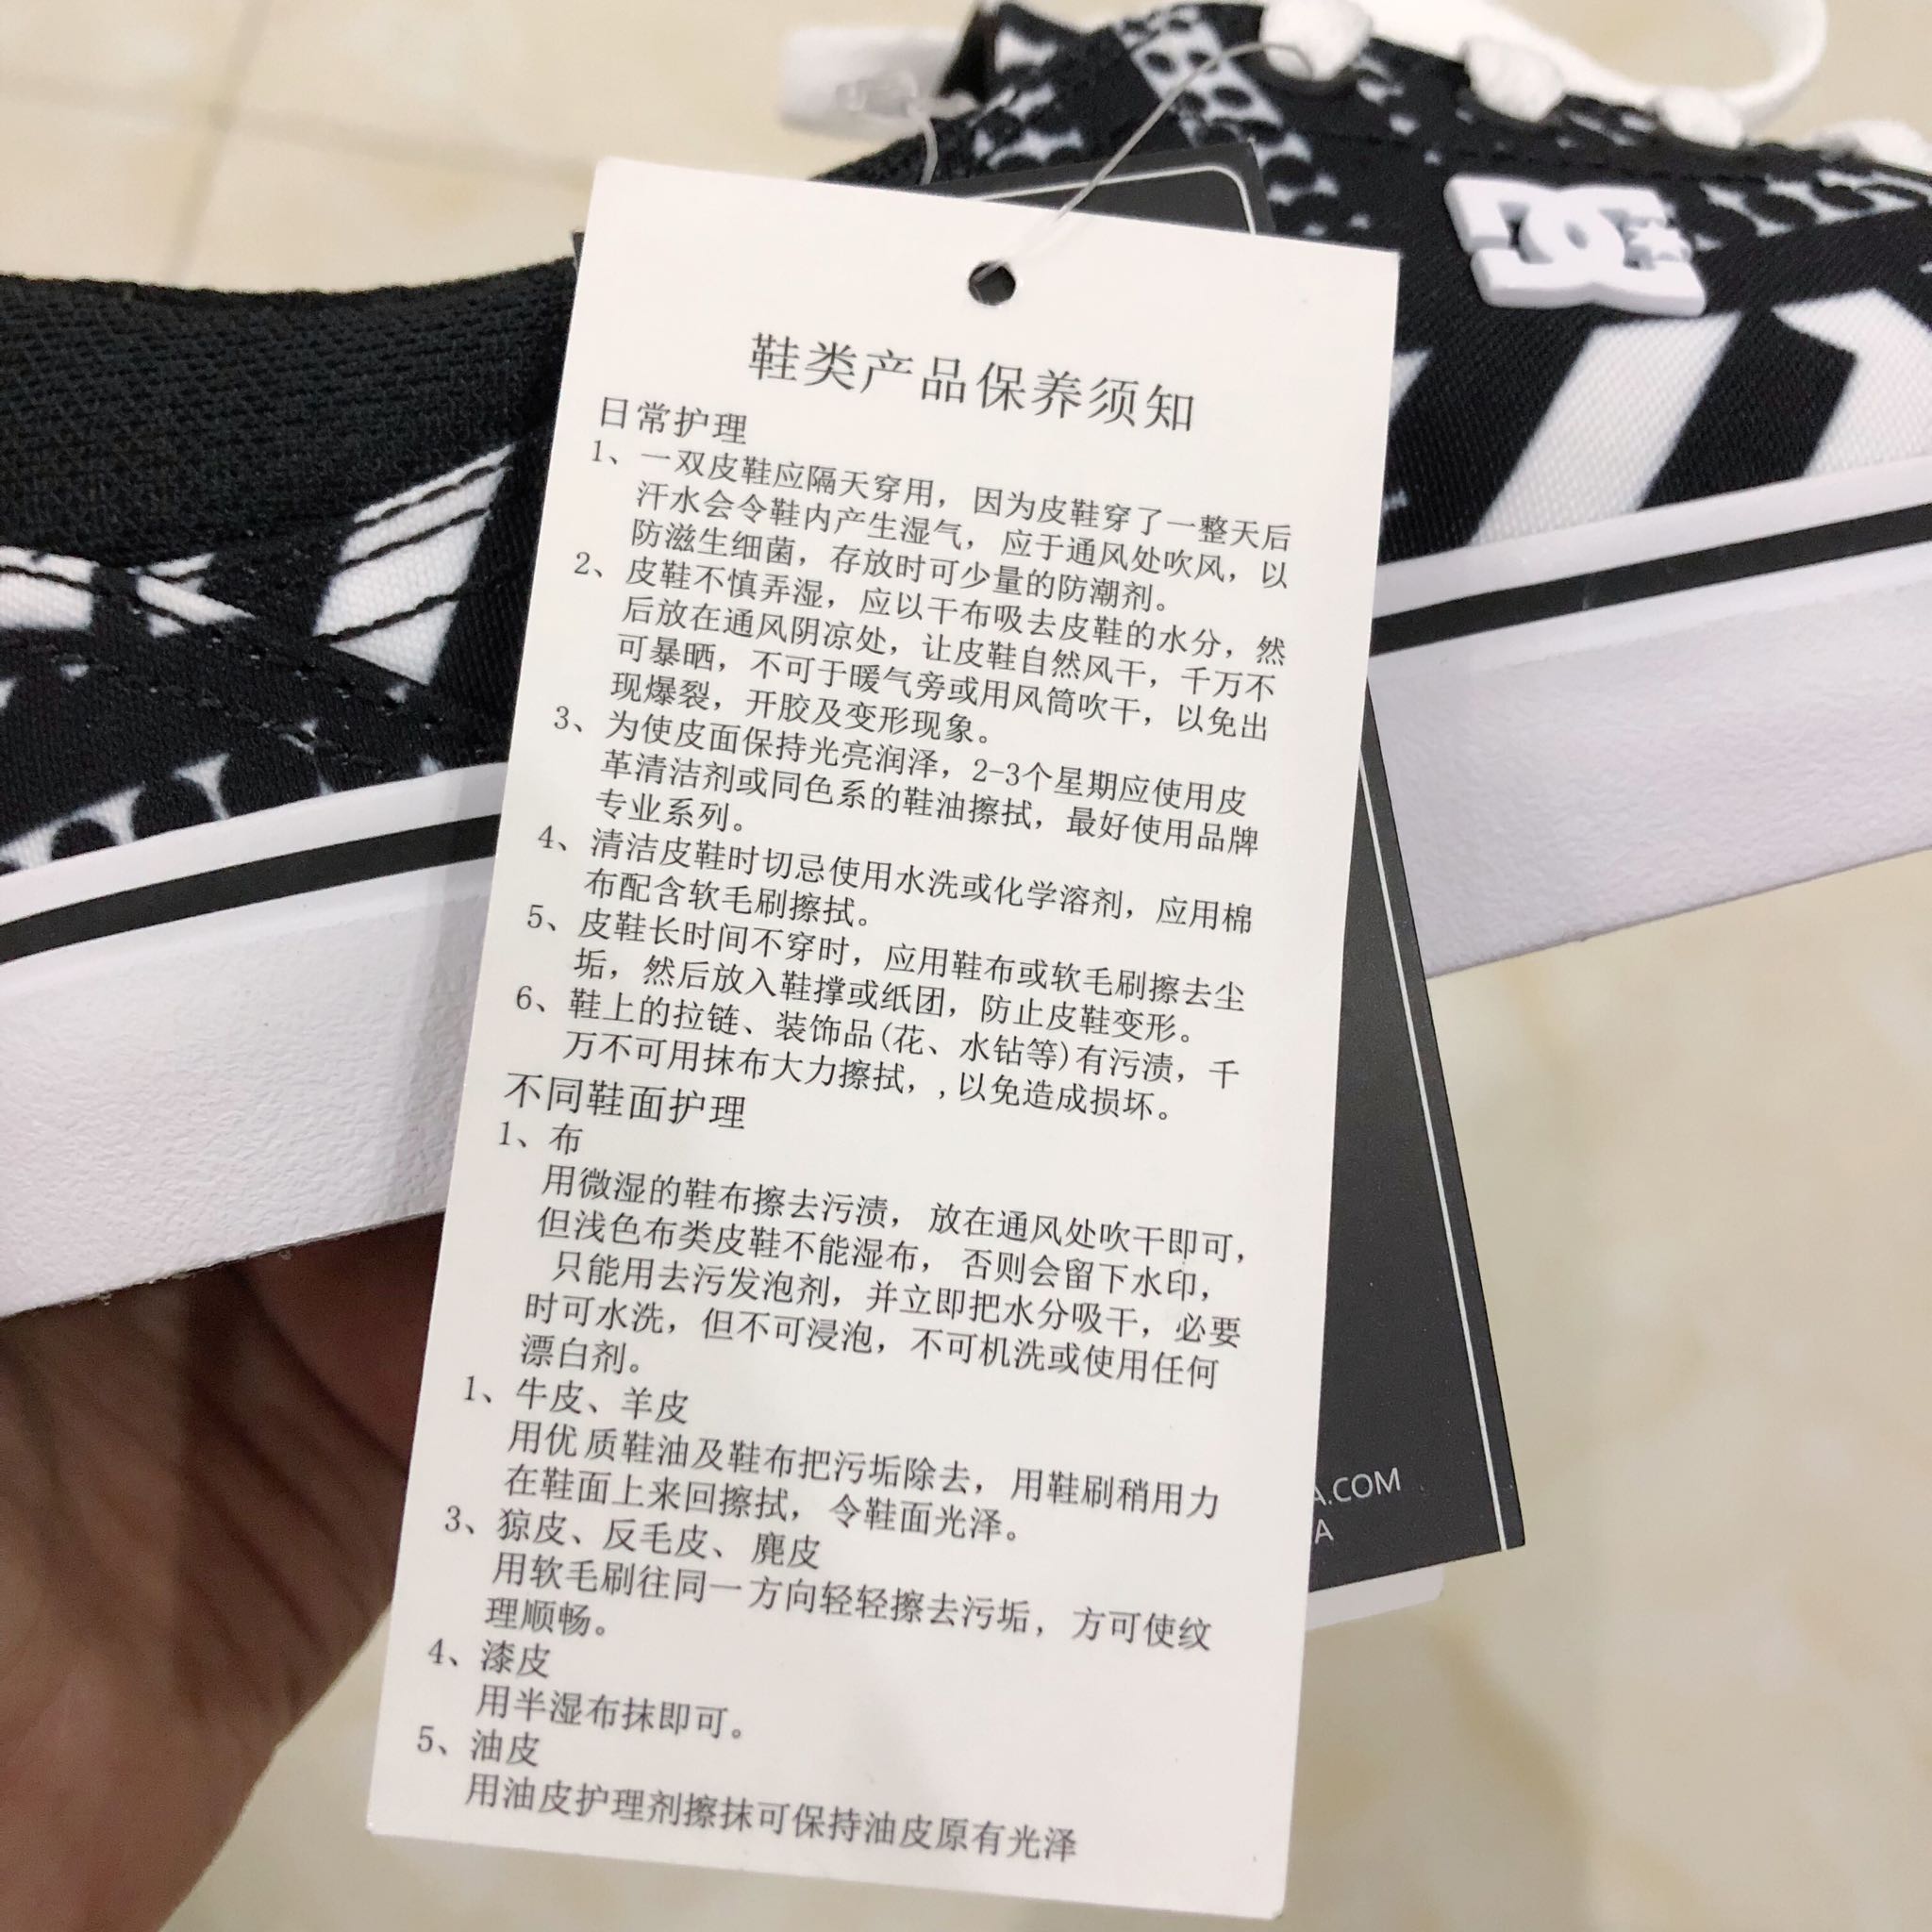 DC
鞋类产品保养须知
日常护理
1、一双皮鞋应隔天穿用，因为皮鞋穿了一整天后
汗水会令鞋内产生湿气，应于通风处吹风，以
防滋生细菌，存放时可少量的防潮剂。
2、皮鞋不慎弄湿，应以干布吸去皮鞋的水分，然
后放在通风阴凉处，让皮鞋自然风干，千万不
可暴晒，不可于暖气旁或用风筒吹干，以免出
现爆裂，开胶及变形现象。
3、为使皮面保持光亮润泽，2-3个星期应使用皮
革清洁剂或同色系的鞋油擦拭，最好使用品牌
专业系列。
4、清洁皮鞋时切忌使用水洗或化学溶剂，应用棉
布配含软毛刷擦拭。
5、皮鞋长时间不穿时，应用鞋布或软毛刷擦去尘
垢，然后放入鞋撑或纸团，防止皮鞋变形。
6、鞋上的拉链、装饰品(花、水钻等)有污渍，千
万不可用抹布大力擦拭，,以免造成损坏。
不同鞋面护理
1、布
用微湿的鞋布擦去污渍，放在通风处吹干即可，
但浅色布类皮鞋不能湿布，否则会留下水印，
只能用去污发泡剂，并立即把水分吸干，必要
时可水洗，但不可浸泡，不可机洗或使用任何
漂白剂。
1、牛皮、羊皮
用优质鞋油及鞋布把污垢除去，用鞋刷稍用力
在鞋面上来回擦拭，令鞋面光泽。
3、猄皮、反毛皮、麂皮
用软毛刷往同一方向轻轻擦去污垢，方可使纹
理顺畅。
4、漆皮
用半湿布抹即可。
5、油皮
用油皮护理剂擦抹可保持油皮原有光泽
A.COM
A